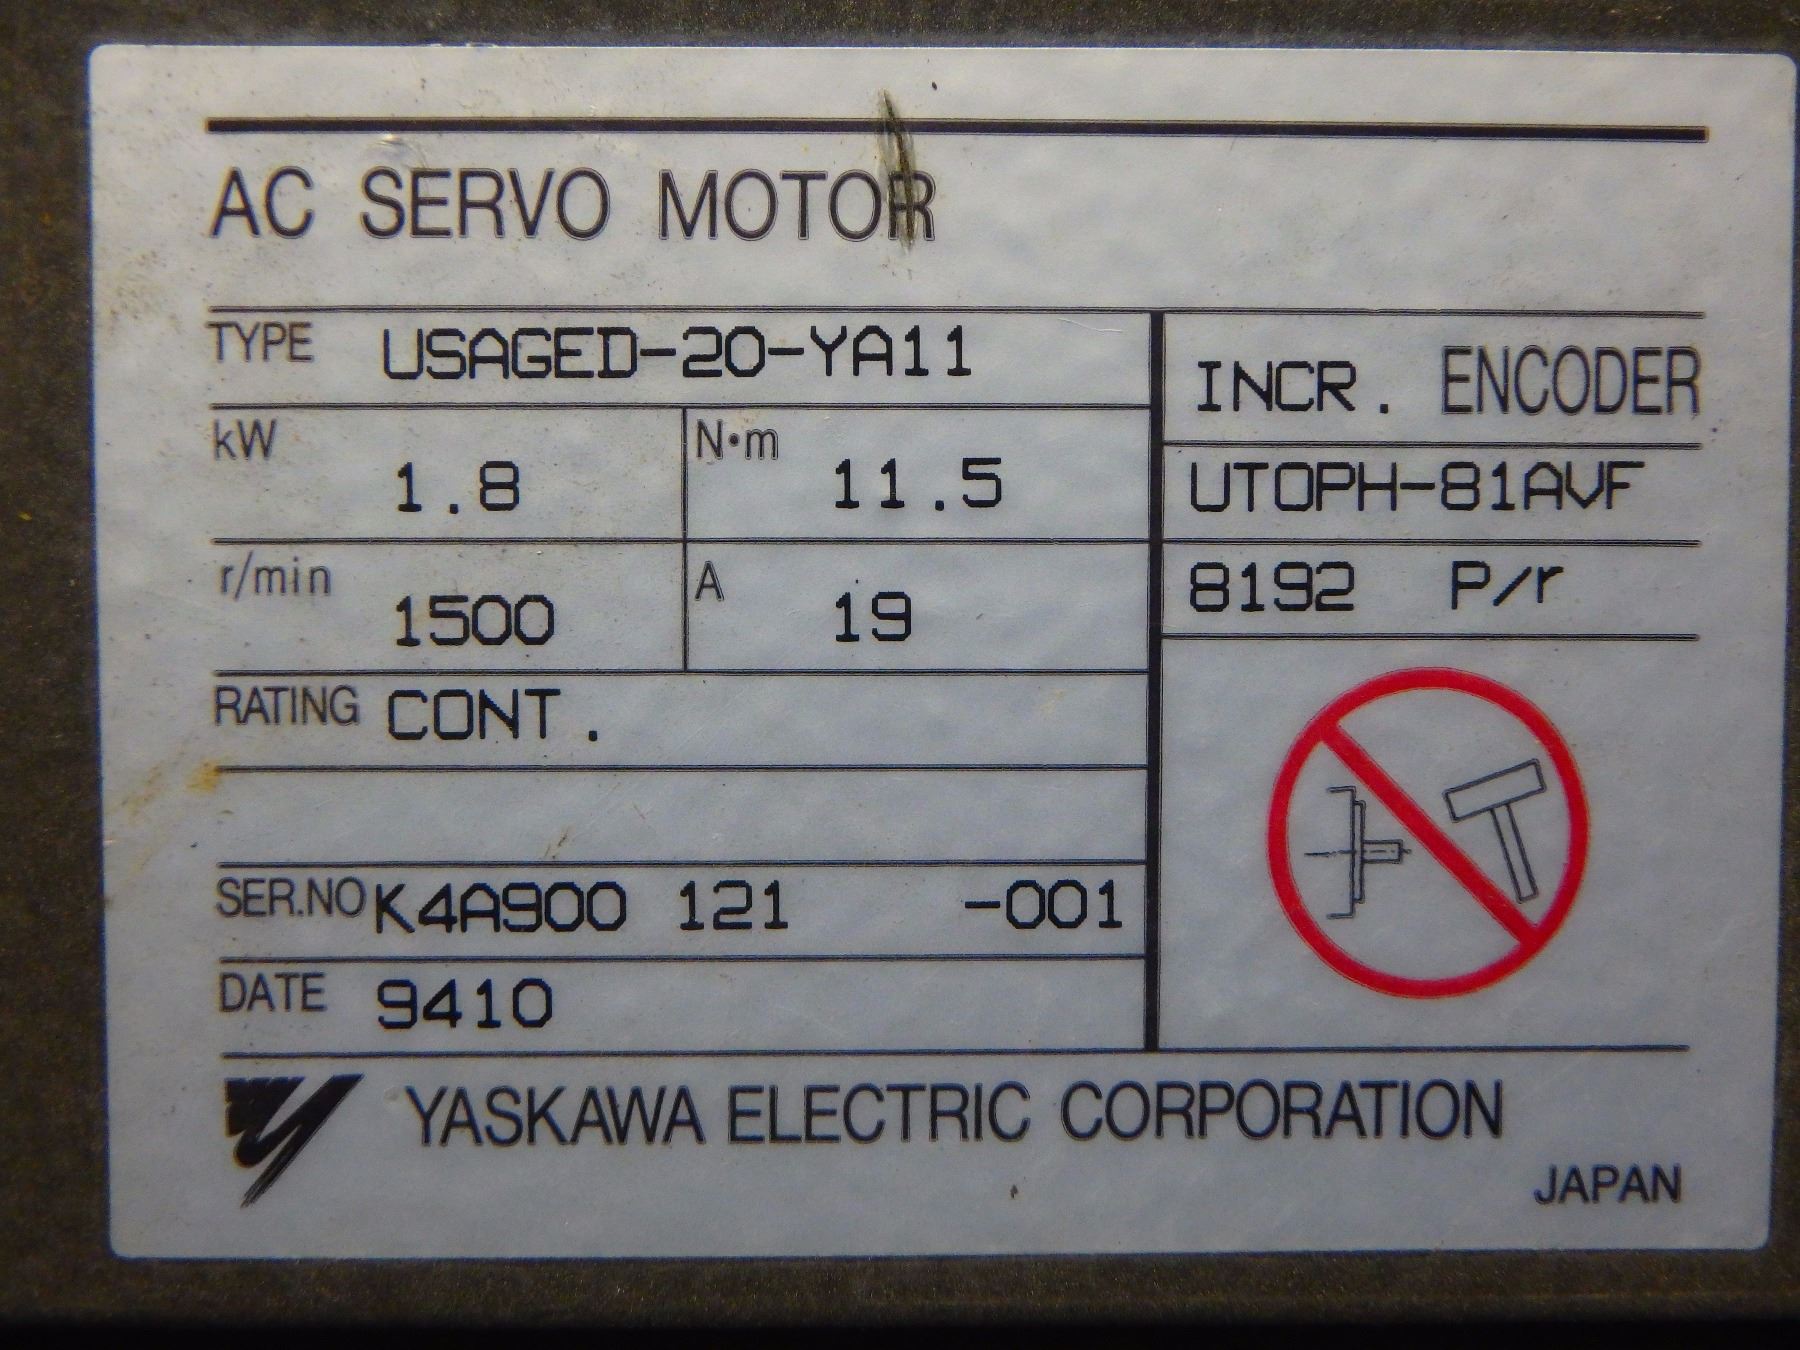 AC SERVO MOTOR
TYPE USAGED-20-YA11
kW 1.8 N·m 11.5
r/min 1500 A 19
RATING CONT.
SER.NO K4A900 121 -001
DATE 9410
INCR. ENCODER
UTOPH-81AVF
8192 P/r
YASKAWA ELECTRIC CORPORATION
JAPAN